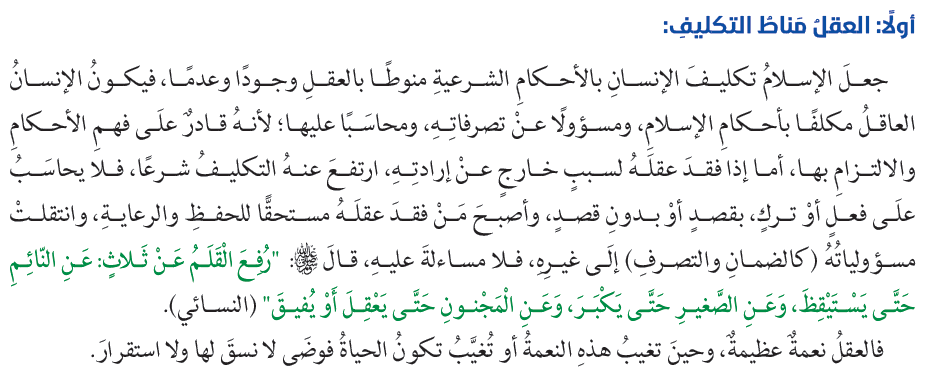 أولًا: العقلُ مَناطُ التكليفِ:
جعلَ الإسلامُ تكليفَ الإنسانِ بالأحكامِ الشرعيةِ منوطًا بالعقلِ وجودًا وعدمًا، فيكونُ الإنسانُ
العاقلُ مكلفًا بأحكامِ الإسلامِ، ومسؤولًا عنْ تصرفاتِهِ، ومحاسَبًا عليها؛ لأنهُ قادرٌ علَى فهمِ الأحكامِ
والالتزامِ بها، أما إذا فقدَ عقلَهُ لسببٍ خارجٍ عنْ إرادتِهِ، ارتفعَ عنهُ التكليفُ شرعًا، فلا يحاسَبُ
علَى فعلٍ أوْ تركٍ، بقصدٍ أوْ بدونِ قصدٍ، وأصبحَ مَنْ فقدَ عقلَهُ مستحقًّا للحفظِ والرعايةِ، وانتقلتْ
مسؤولياتُهُ (كالضمانِ والتصرفِ) إلَى غيرِهِ، فلا مساءلةَ عليهِ، قالَ ﷺ: "رُفِعَ الْقَلَمُ عَنْ ثَلاثٍ: عَنِ النّائِمِ
حَتَّى يَسْتَيْقِظَ، وَعَنِ الصَّغيرِ حَتَّى يَكْبَرَ، وَعَنِ الْمَجْنونِ حَتَّى يَعْقِلَ أَوْ يُفيقَ" (النسائي).
فالعقلُ نعمةٌ عظيمةٌ، وحينَ تغيبُ هذهِ النعمةُ أو تُغيَّبُ تكونُ الحياةُ فوضَى لا نسقَ لها ولا استقرارَ.